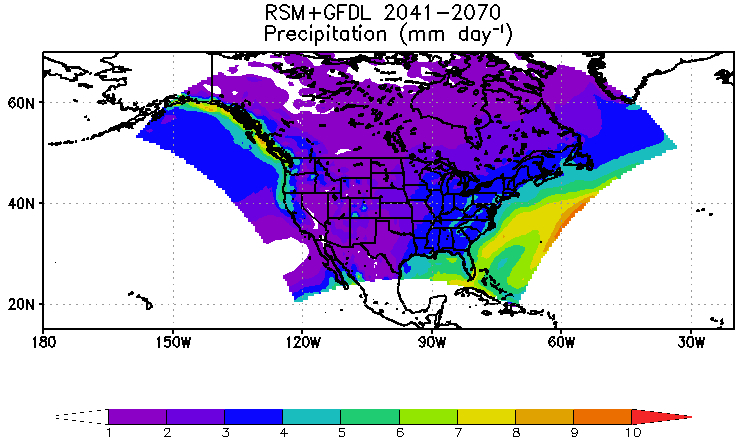 RSM+GFDL 2041-2070
Precipitation (mm day⁻¹)
60N
40N
20N
180 150W 120W 90W 60W 30W
1 2 3 4 5 6 7 8 9 10